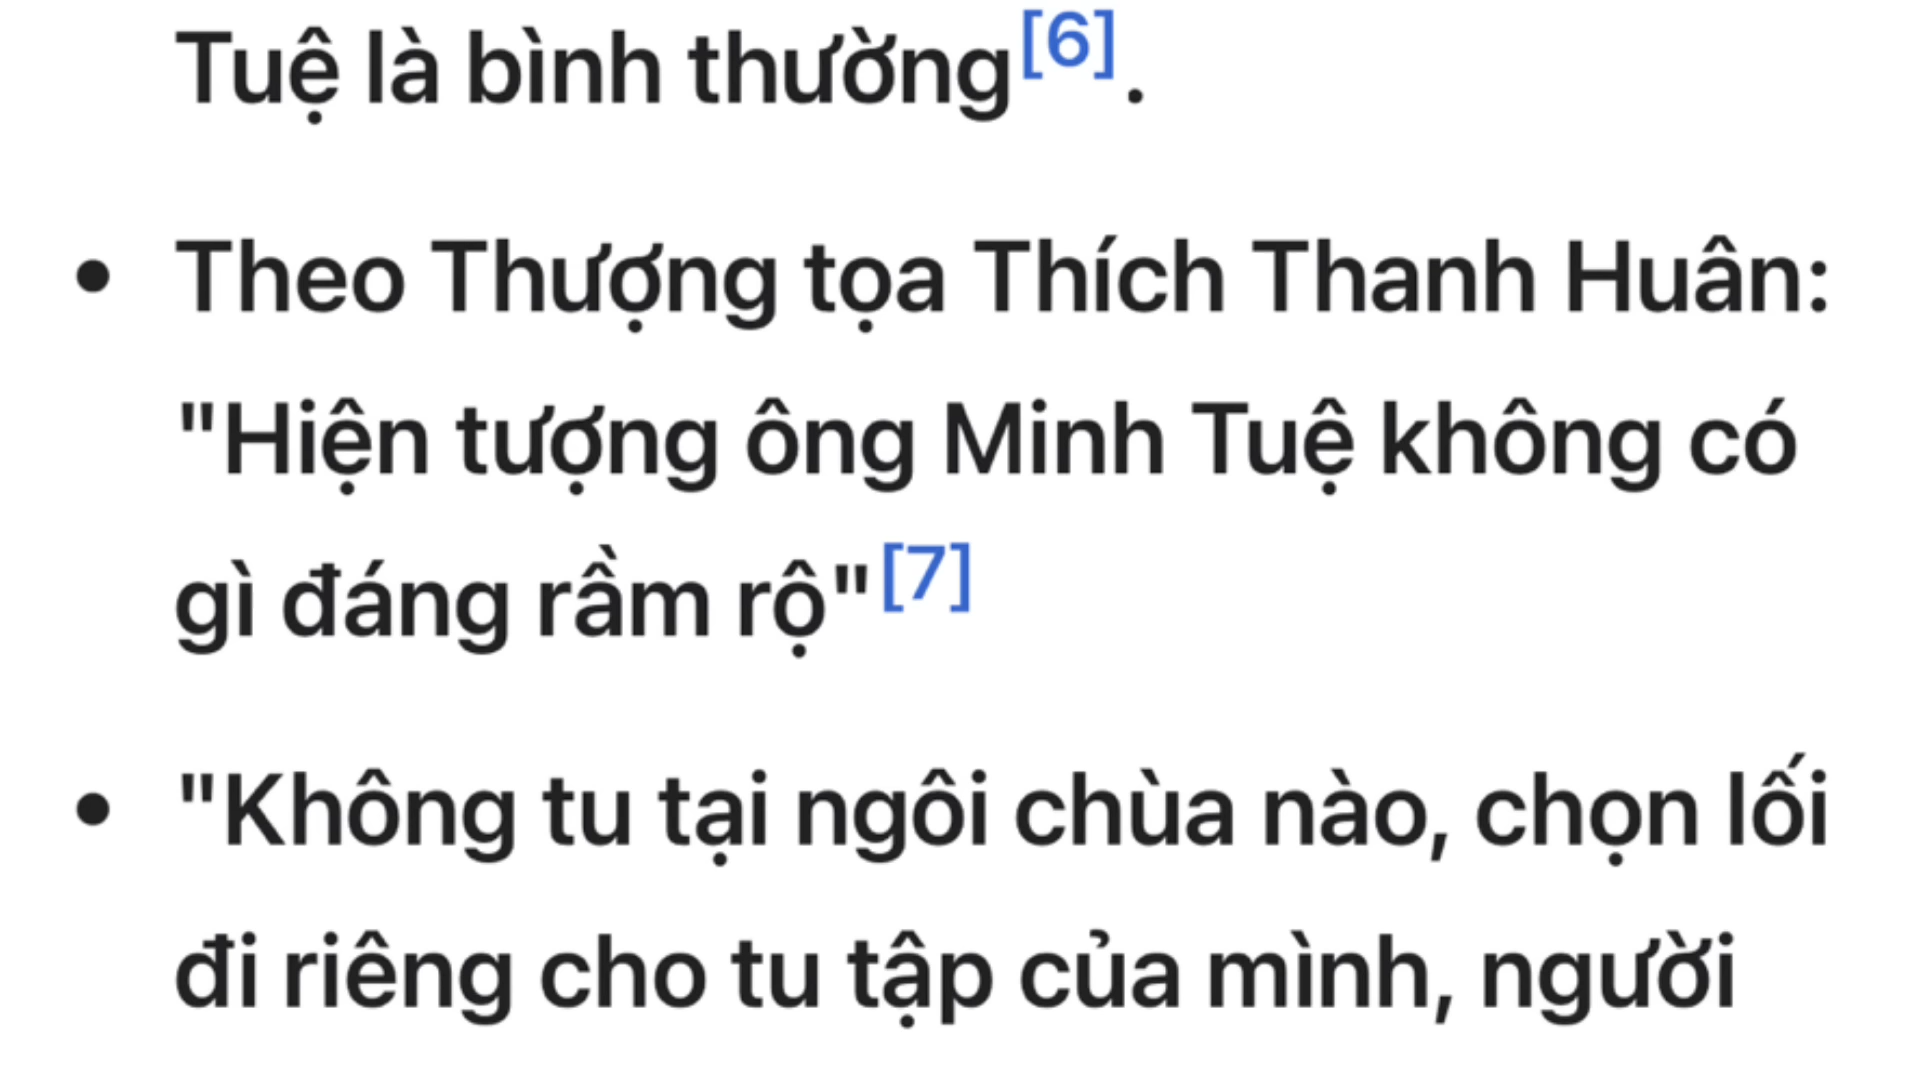 Tuệ là bình thường[6].
• Theo Thượng tọa Thích Thanh Huân:
"Hiện tượng ông Minh Tuệ không có
gì đáng rầm rộ"[7]
• "Không tu tại ngôi chùa nào, chọn lối
đi riêng cho tu tập của mình, người